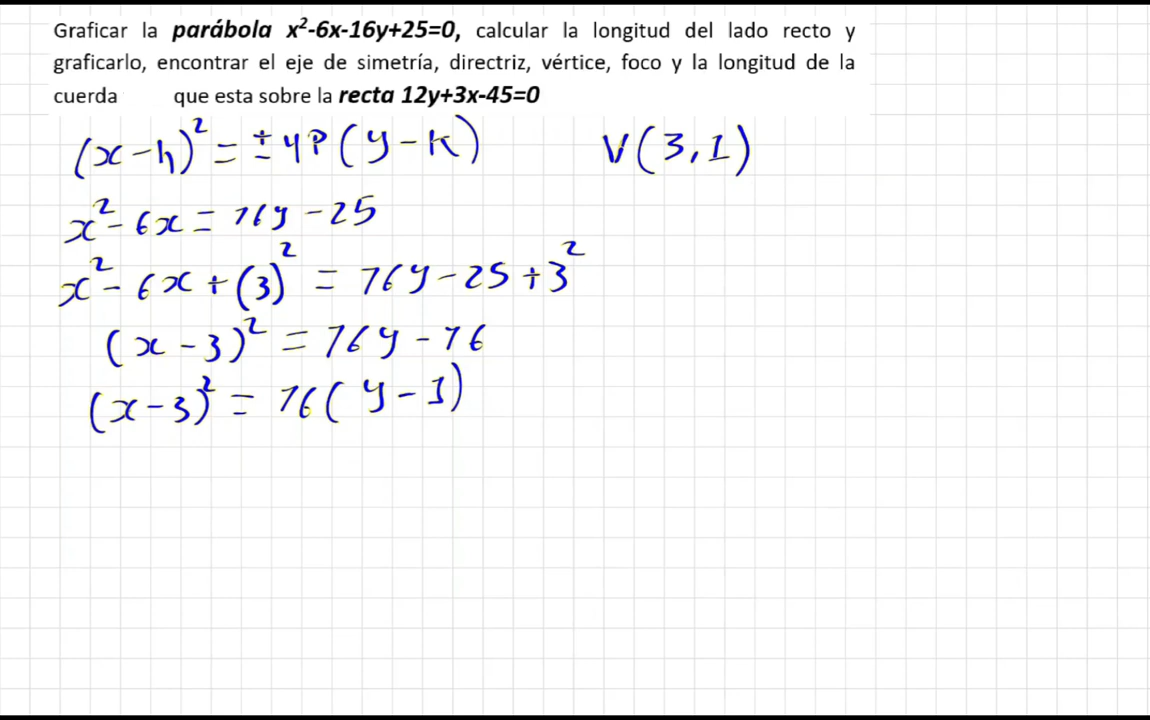 Graficar la parábola x²-6x-16y+25=0, calcular la longitud del lado recto y
graficarlo, encontrar el eje de simetría, directriz, vértice, foco y la longitud de la
cuerda que esta sobre la recta 12y+3x-45=0
(x-h)² = ± 4P(y-k) V(3,1)
x² - 6x = 16y - 25
x² - 6x + (3)² = 16y - 25 + 3²
(x - 3)² = 16y - 16
(x - 3)² = 16(y - 1)